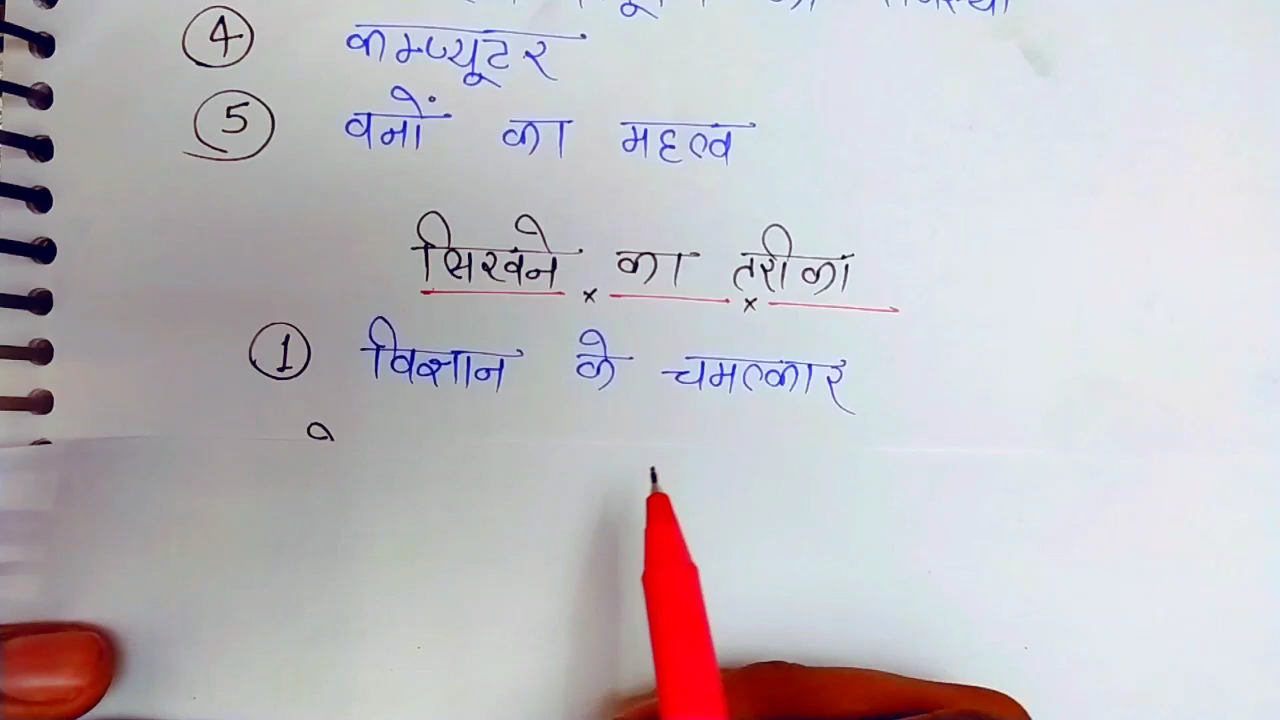 ④ कम्प्यूटर
⑤ वनों का महत्व
सिखने का तरीका
① विज्ञान के चमत्कार